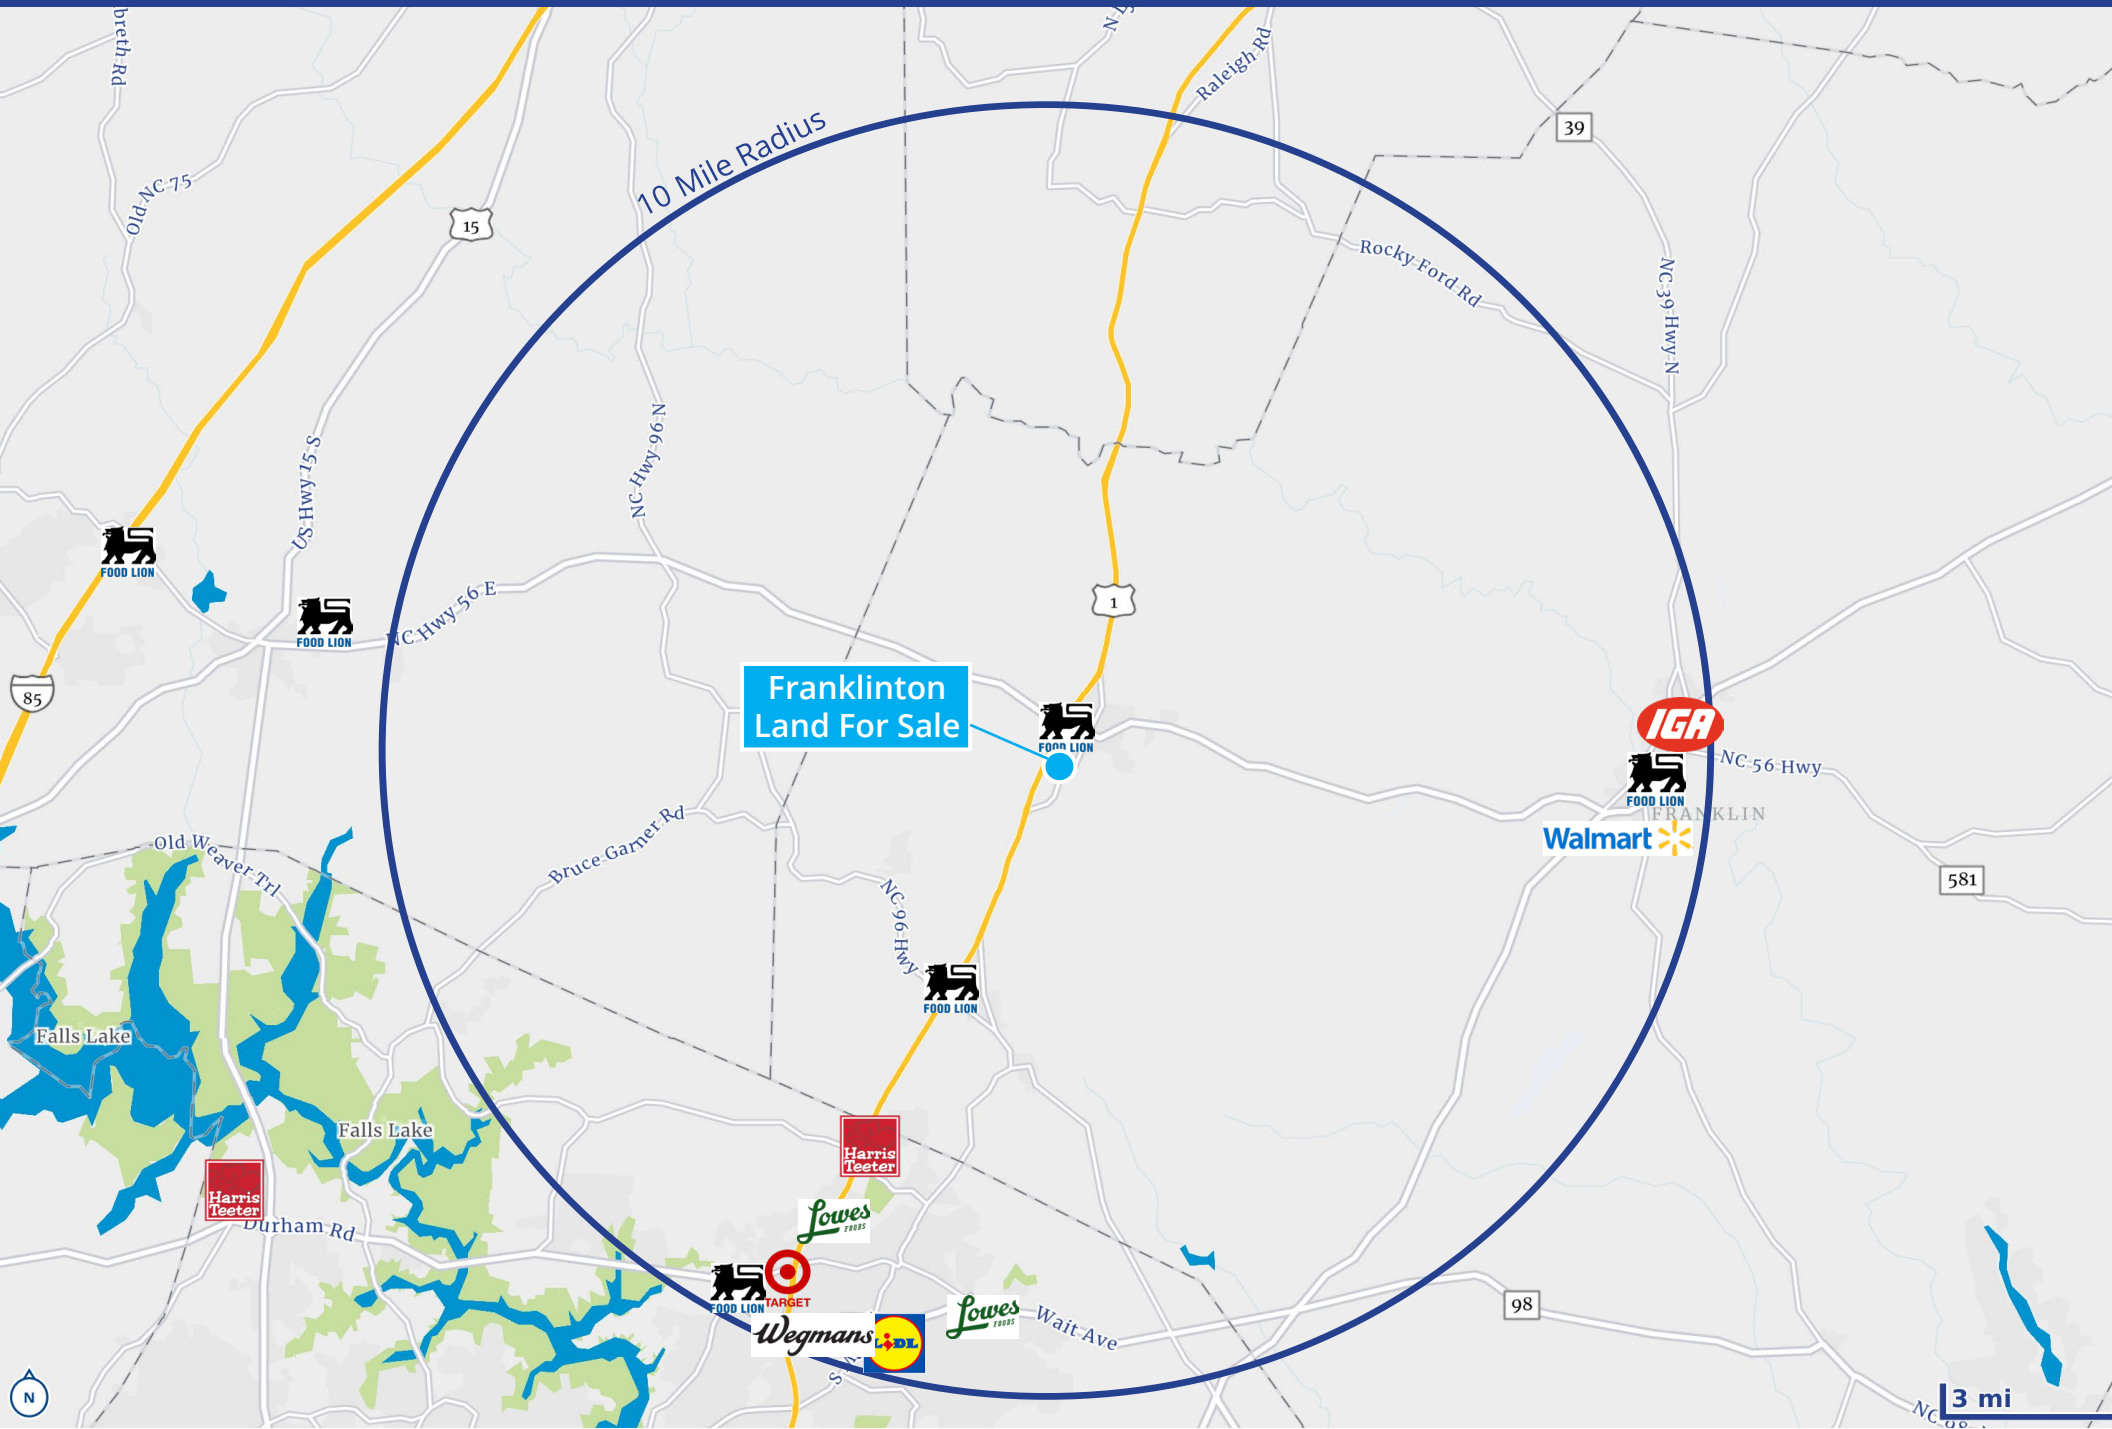 breth Rd
Raleigh Rd
10 Mile Radius
39
Old NC 75
15
Rocky Ford Rd
NC 39 Hwy N
US Hwy 15 S
NC Hwy 96 N
FOOD LION
FOOD LION
NC Hwy 56 E
1
85
Franklinton
Land For Sale
FOOD LION
IGA
NC 56 Hwy
FOOD LION
FRANKLIN
Walmart
Old Weaver Trl
Bruce Garner Rd
NC 96 Hwy
581
FOOD LION
Falls Lake
Falls Lake
Harris
Teeter
Harris
Teeter
Durham Rd
Lowes
FOODS
FOOD LION
TARGET
Wegmans
LIDL
Lowes
FOODS
Wait Ave
98
N
3 mi
NC 98